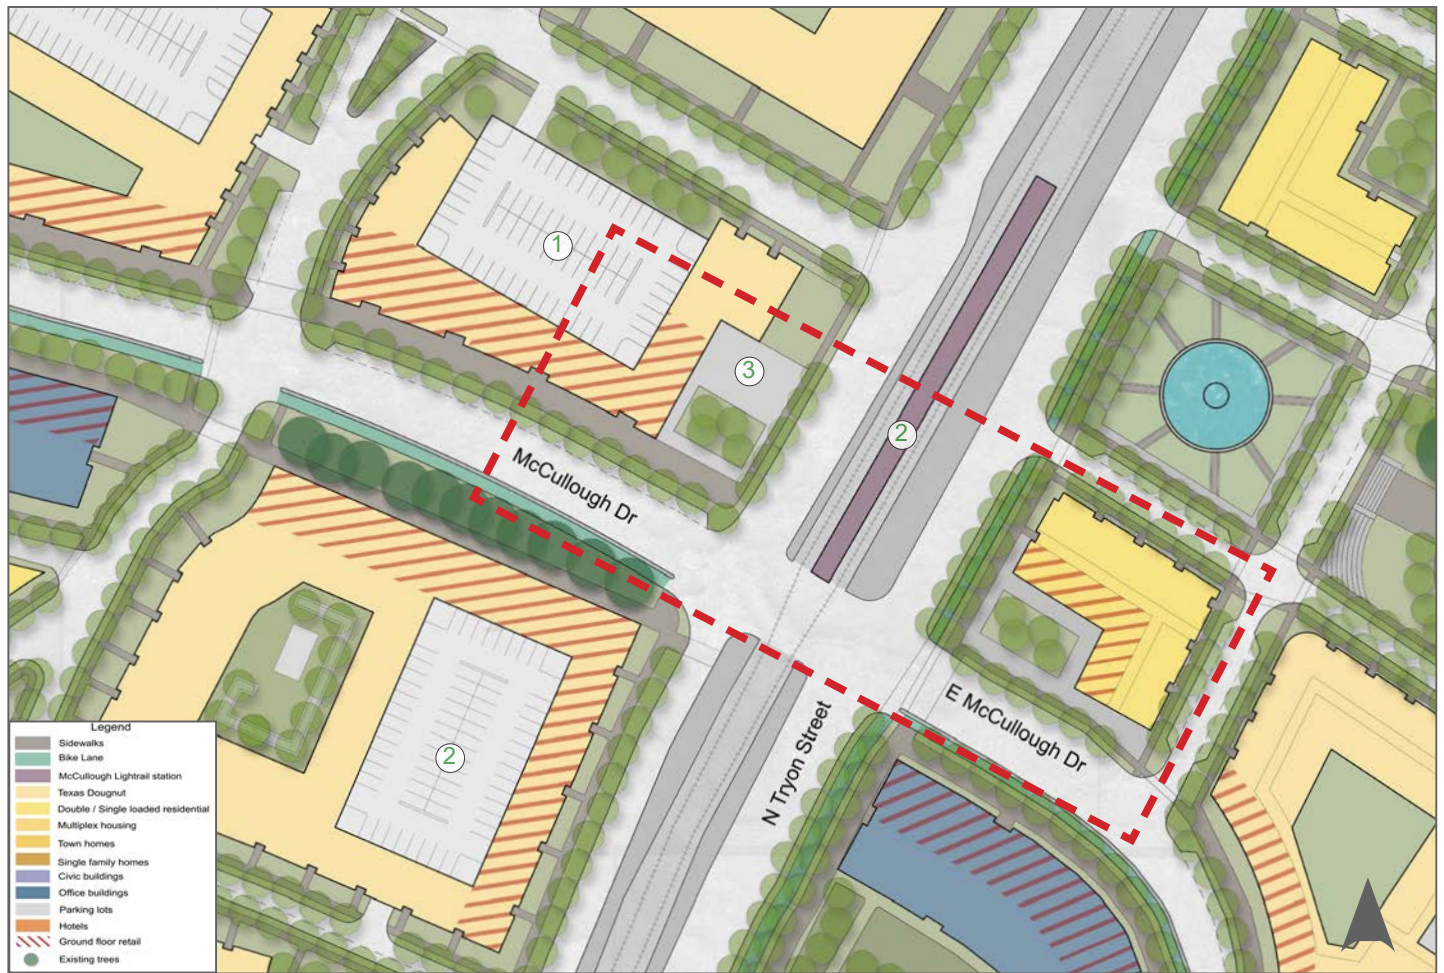 1
3
2
McCullough Dr
E McCullough Dr
N Tryon Street
2
Legend
Sidewalks
Bike Lane
McCullough Lightrail station
Texas Dougnut
Double / Single loaded residential
Multiplex housing
Town homes
Single family homes
Civic buildings
Office buildings
Parking lots
Hotels
Ground floor retail
Existing trees